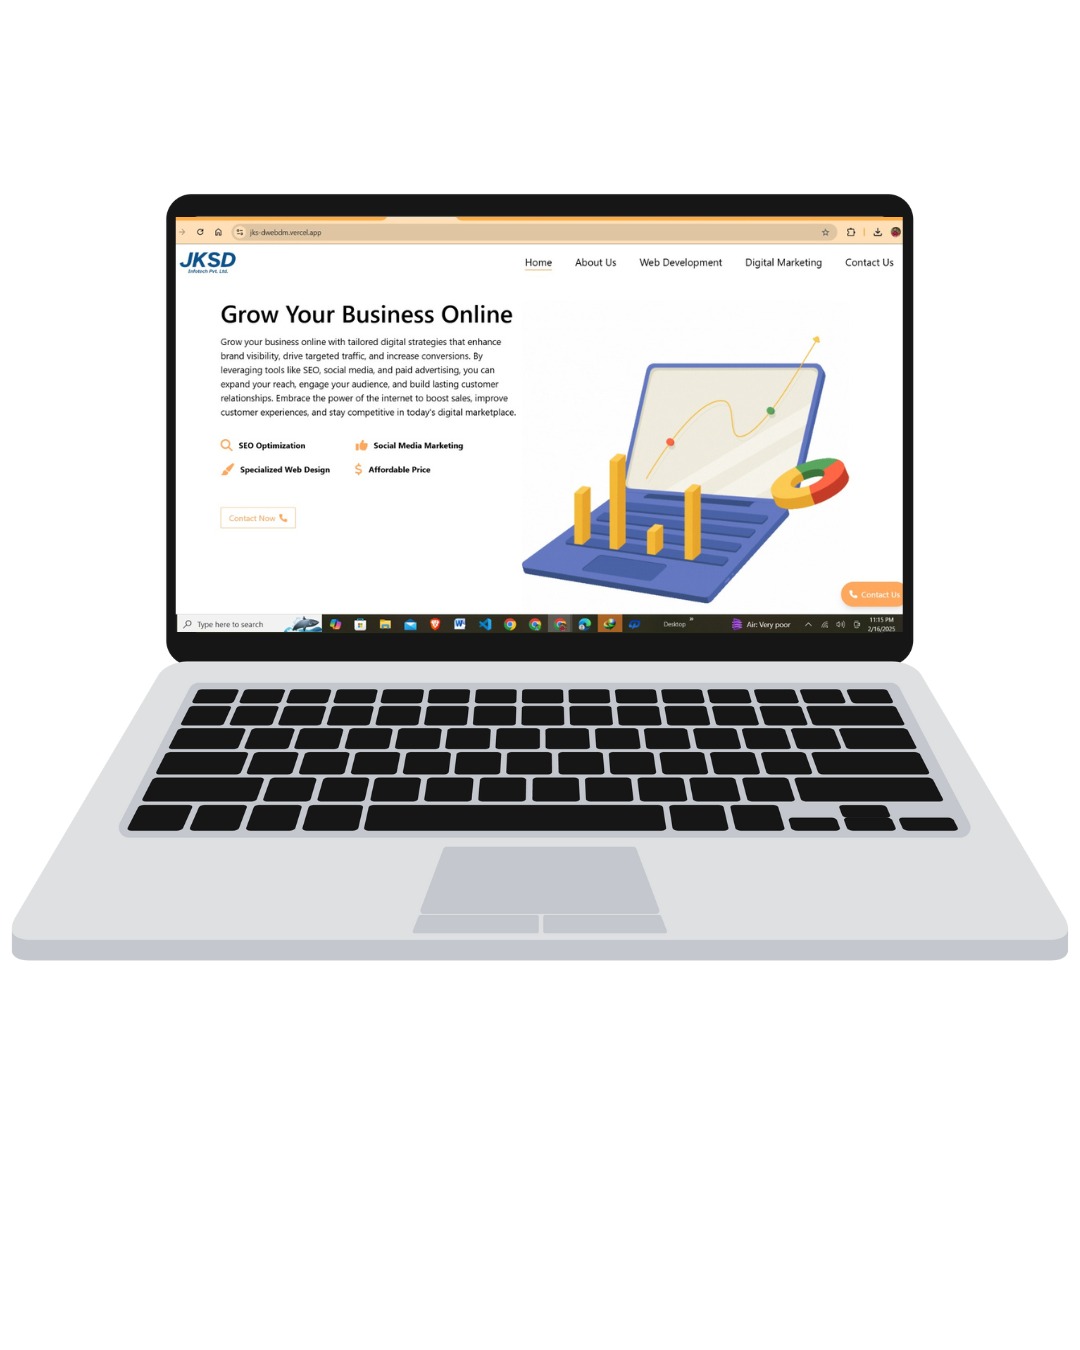 jks-dwebdm.vercel.app
JKSD
Infotech Pvt. Ltd.
Home
About Us
Web Development
Digital Marketing
Contact Us
Grow Your Business Online
Grow your business online with tailored digital strategies that enhance
brand visibility, drive targeted traffic, and increase conversions. By
leveraging tools like SEO, social media, and paid advertising, you can
expand your reach, engage your audience, and build lasting customer
relationships. Embrace the power of the internet to boost sales, improve
customer experiences, and stay competitive in today's digital marketplace.
SEO Optimization
Social Media Marketing
Specialized Web Design
Affordable Price
Contact Now
Contact Us
Type here to search
Desktop
Air: Very poor
11:15 PM
2/16/2025